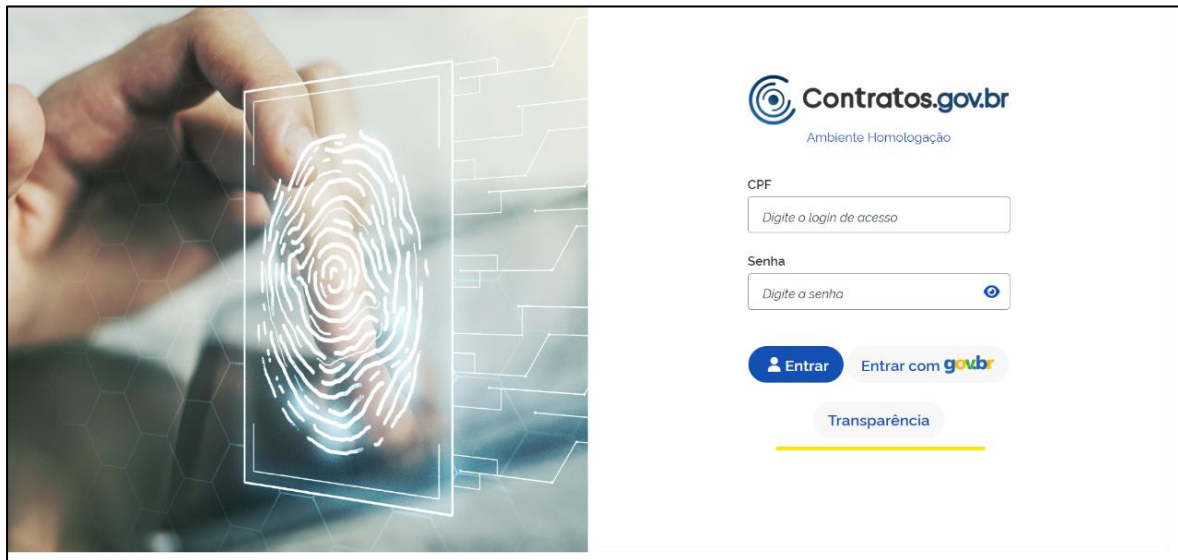 Contratos.gov.br
Ambiente Homologação
CPF
Digite o login de acesso
Senha
Digite a senha
Entrar
Entrar com gov.br
Transparência